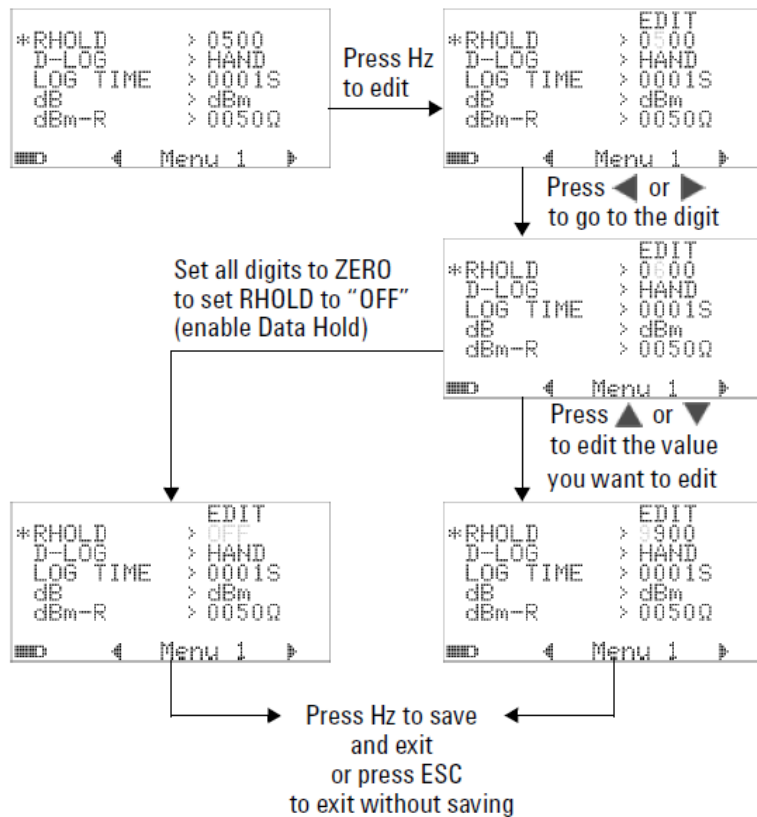 *RHOLD > 0500
D-LOG > HAND
LOG TIME > 0001S
dB > dBm
dBm-R > 0050Ω
Menu 1
Press Hz
to edit
EDIT
*RHOLD > 0500
D-LOG > HAND
LOG TIME > 0001S
dB > dBm
dBm-R > 0050Ω
Menu 1
Press ◀ or ▶
to go to the digit
EDIT
*RHOLD > 0600
D-LOG > HAND
LOG TIME > 0001S
dB > dBm
dBm-R > 0050Ω
Menu 1
Set all digits to ZERO
to set RHOLD to “OFF”
(enable Data Hold)
Press ▲ or ▼
to edit the value
you want to edit
EDIT
*RHOLD > OFF
D-LOG > HAND
LOG TIME > 0001S
dB > dBm
dBm-R > 0050Ω
Menu 1
EDIT
*RHOLD > 9900
D-LOG > HAND
LOG TIME > 0001S
dB > dBm
dBm-R > 0050Ω
Menu 1
Press Hz to save
and exit
or press ESC
to exit without saving